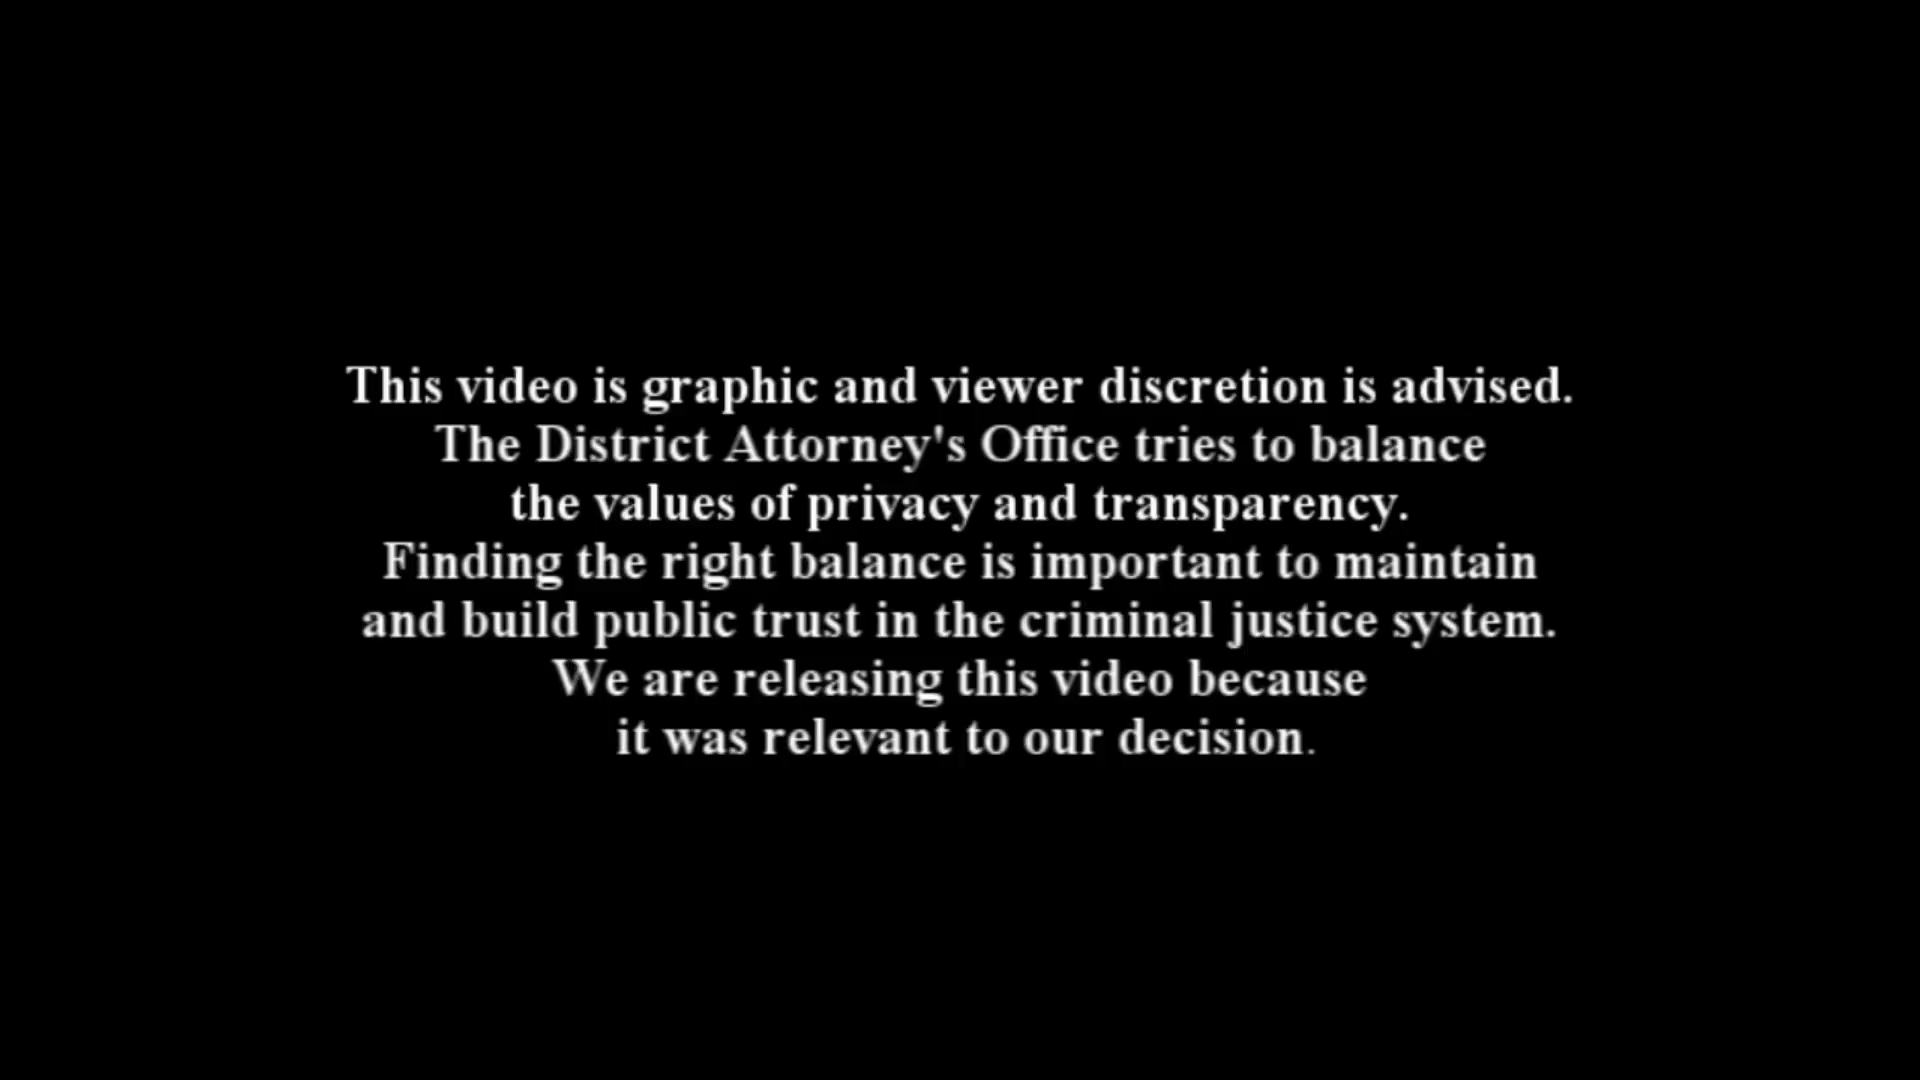 This video is graphic and viewer discretion is advised.
The District Attorney's Office tries to balance
the values of privacy and transparency.
Finding the right balance is important to maintain
and build public trust in the criminal justice system.
We are releasing this video because
it was relevant to our decision.